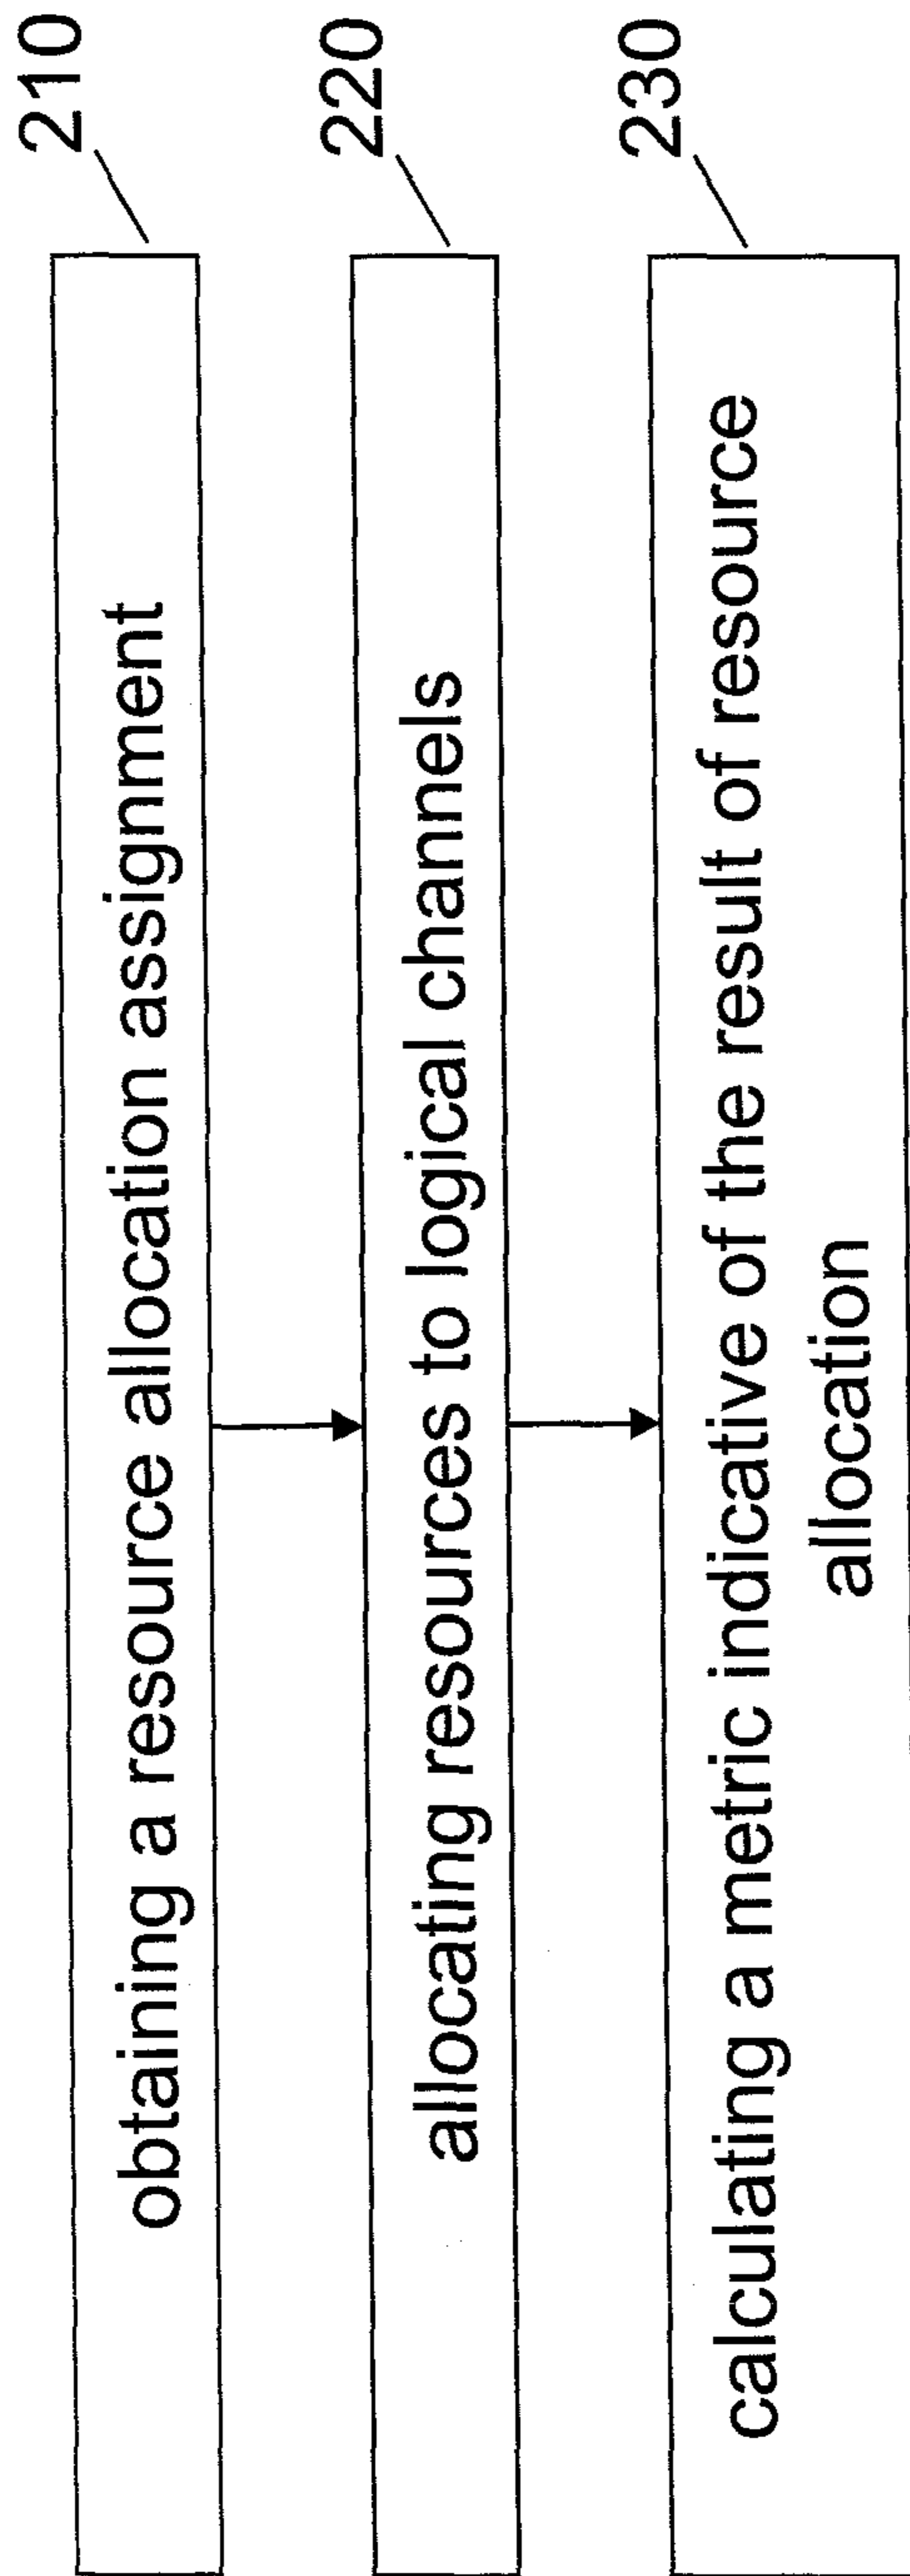 210
obtaining a resource allocation assignment
220
allocating resources to logical channels
230
calculating a metric indicative of the result of resource
allocation